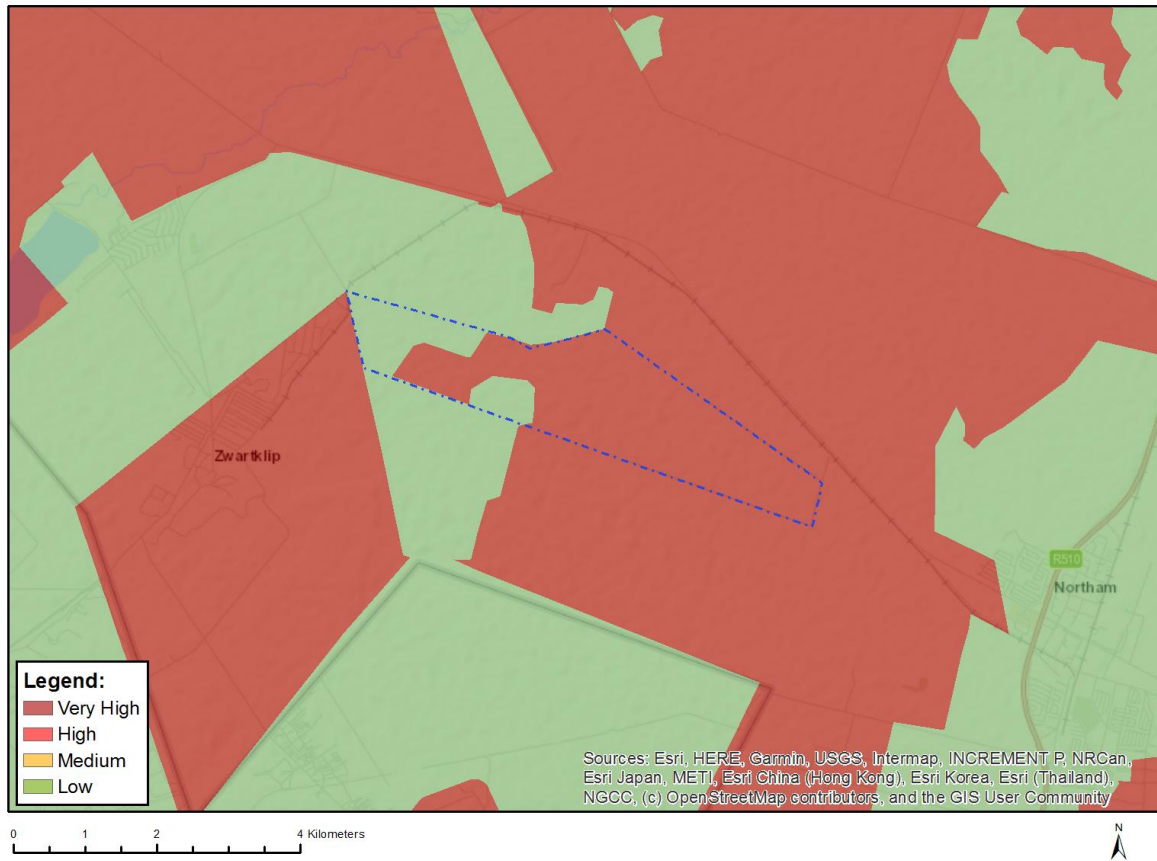 Zwartklip
R510
Northam
Legend:
Very High
High
Medium
Low
Sources: Esri, HERE, Garmin, USGS, Intermap, INCREMENT P, NRCan,
Esri Japan, METI, Esri China (Hong Kong), Esri Korea, Esri (Thailand),
NGCC, (c) OpenStreetMap contributors, and the GIS User Community
0 1 2 4 Kilometers
N